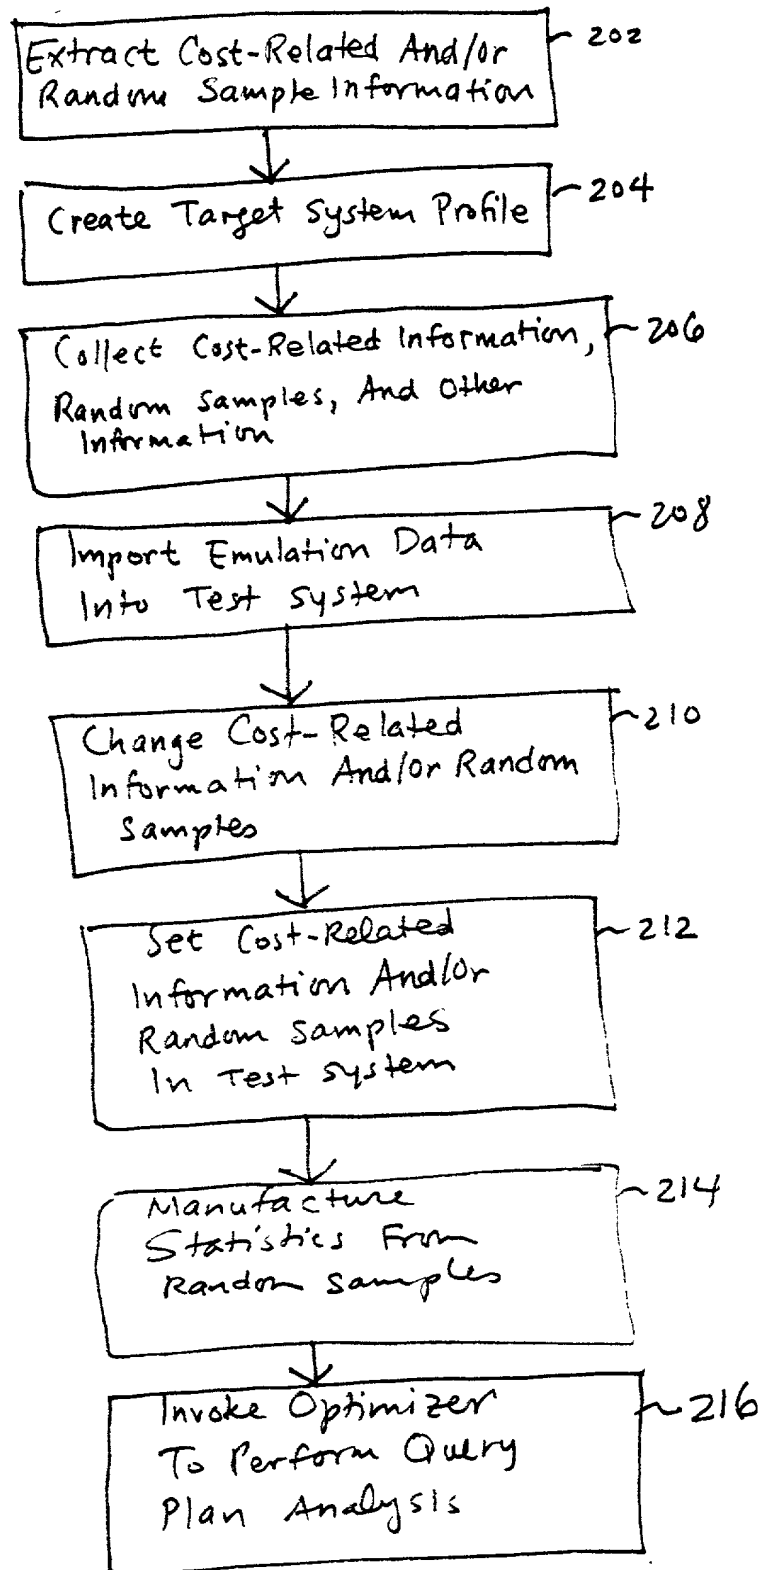 Extract Cost-Related And/or
Random Sample Information
202
Create Target System Profile
204
Collect Cost-Related Information,
Random Samples, And Other
Information
206
Import Emulation Data
Into Test System
208
Change Cost-Related
Information And/or Random
Samples
210
Set Cost-Related
Information And/or
Random Samples
In Test System
212
Manufacture
Statistics From
Random Samples
214
Invoke Optimizer
To Perform Query
Plan Analysis
216